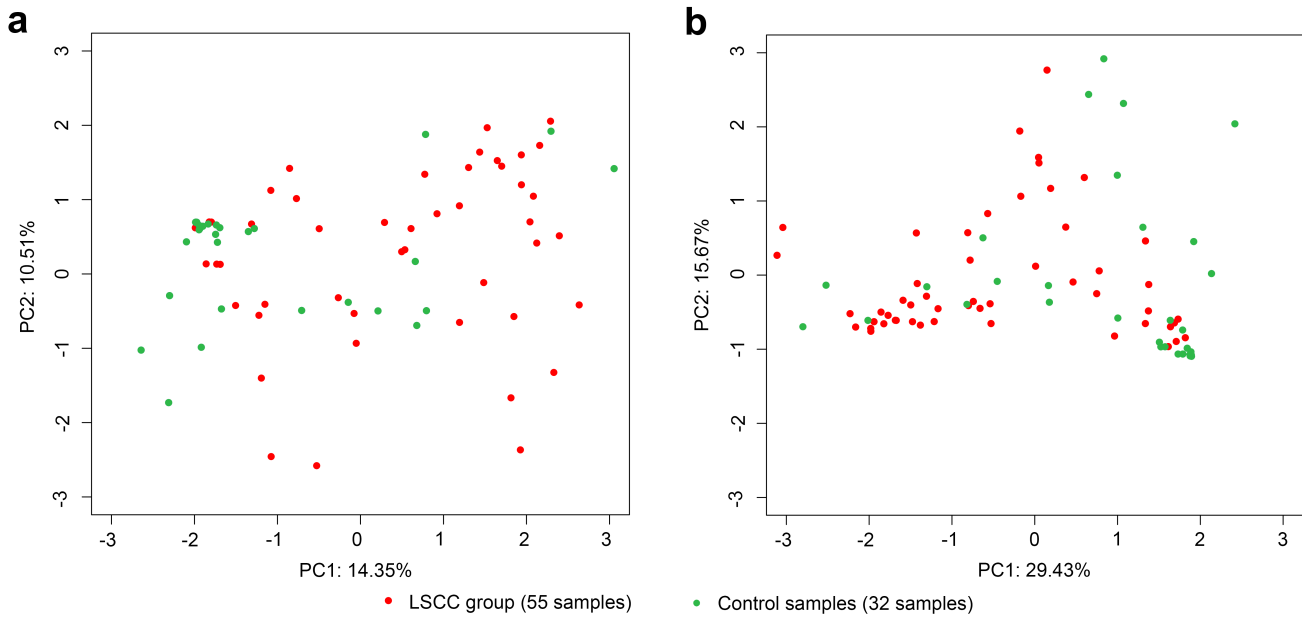 a
b
3
2
1
0
-1
-2
-3
PC2: 10.51%
-3 -2 -1 0 1 2 3
PC1: 14.35%
3
2
1
0
-1
-2
-3
PC2: 15.67%
-3 -2 -1 0 1 2 3
PC1: 29.43%
LSCC group (55 samples)
Control samples (32 samples)